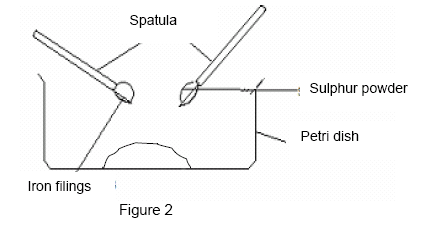 Spatula
Sulphur powder
Petri dish
Iron filings
Figure 2